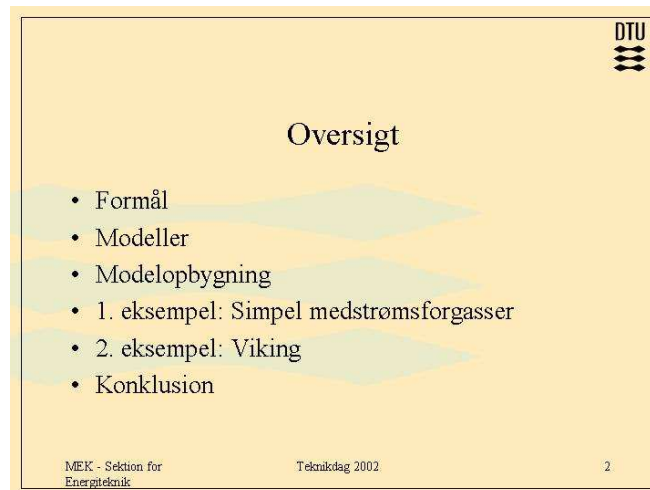 DTU
Oversigt
• Formål
• Modeller
• Modelopbygning
• 1. eksempel: Simpel medstrømsforgasser
• 2. eksempel: Viking
• Konklusion
MEK - Sektion for
Energiteknik
Teknikdag 2002
2